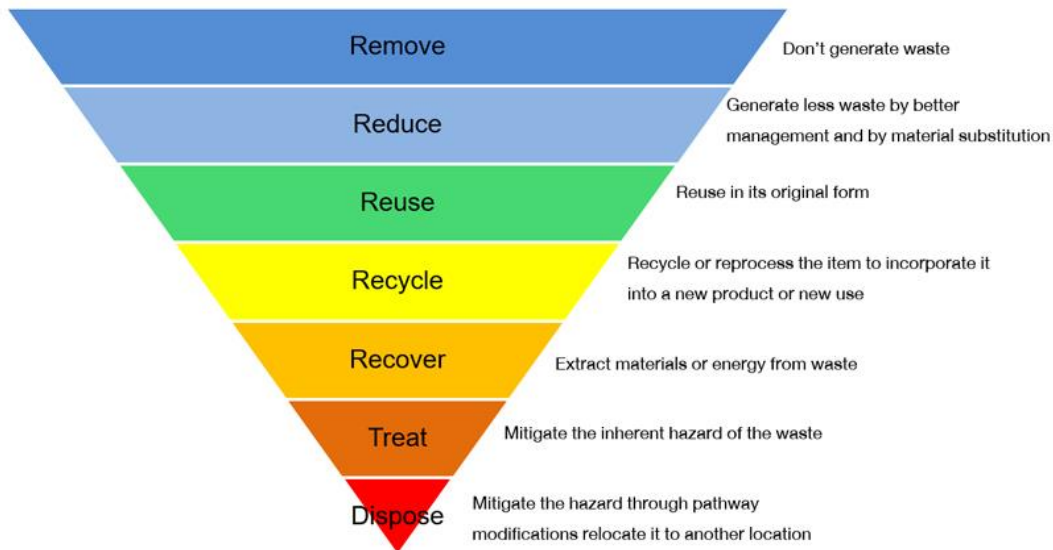 Remove
Don't generate waste
Reduce
Generate less waste by better
management and by material substitution
Reuse
Reuse in its original form
Recycle
Recycle or reprocess the item to incorporate it
into a new product or new use
Recover
Extract materials or energy from waste
Treat
Mitigate the inherent hazard of the waste
Dispose
Mitigate the hazard through pathway
modifications relocate it to another location